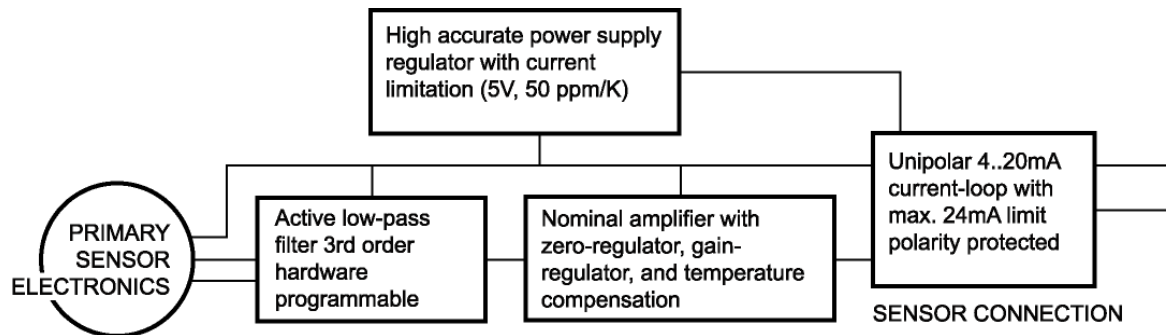 High accurate power supply
regulator with current
limitation (5V, 50 ppm/K)
PRIMARY
SENSOR
ELECTRONICS
Active low-pass
filter 3rd order
hardware
programmable
Nominal amplifier with
zero-regulator, gain-
regulator, and temperature
compensation
Unipolar 4..20mA
current-loop with
max. 24mA limit
polarity protected
SENSOR CONNECTION